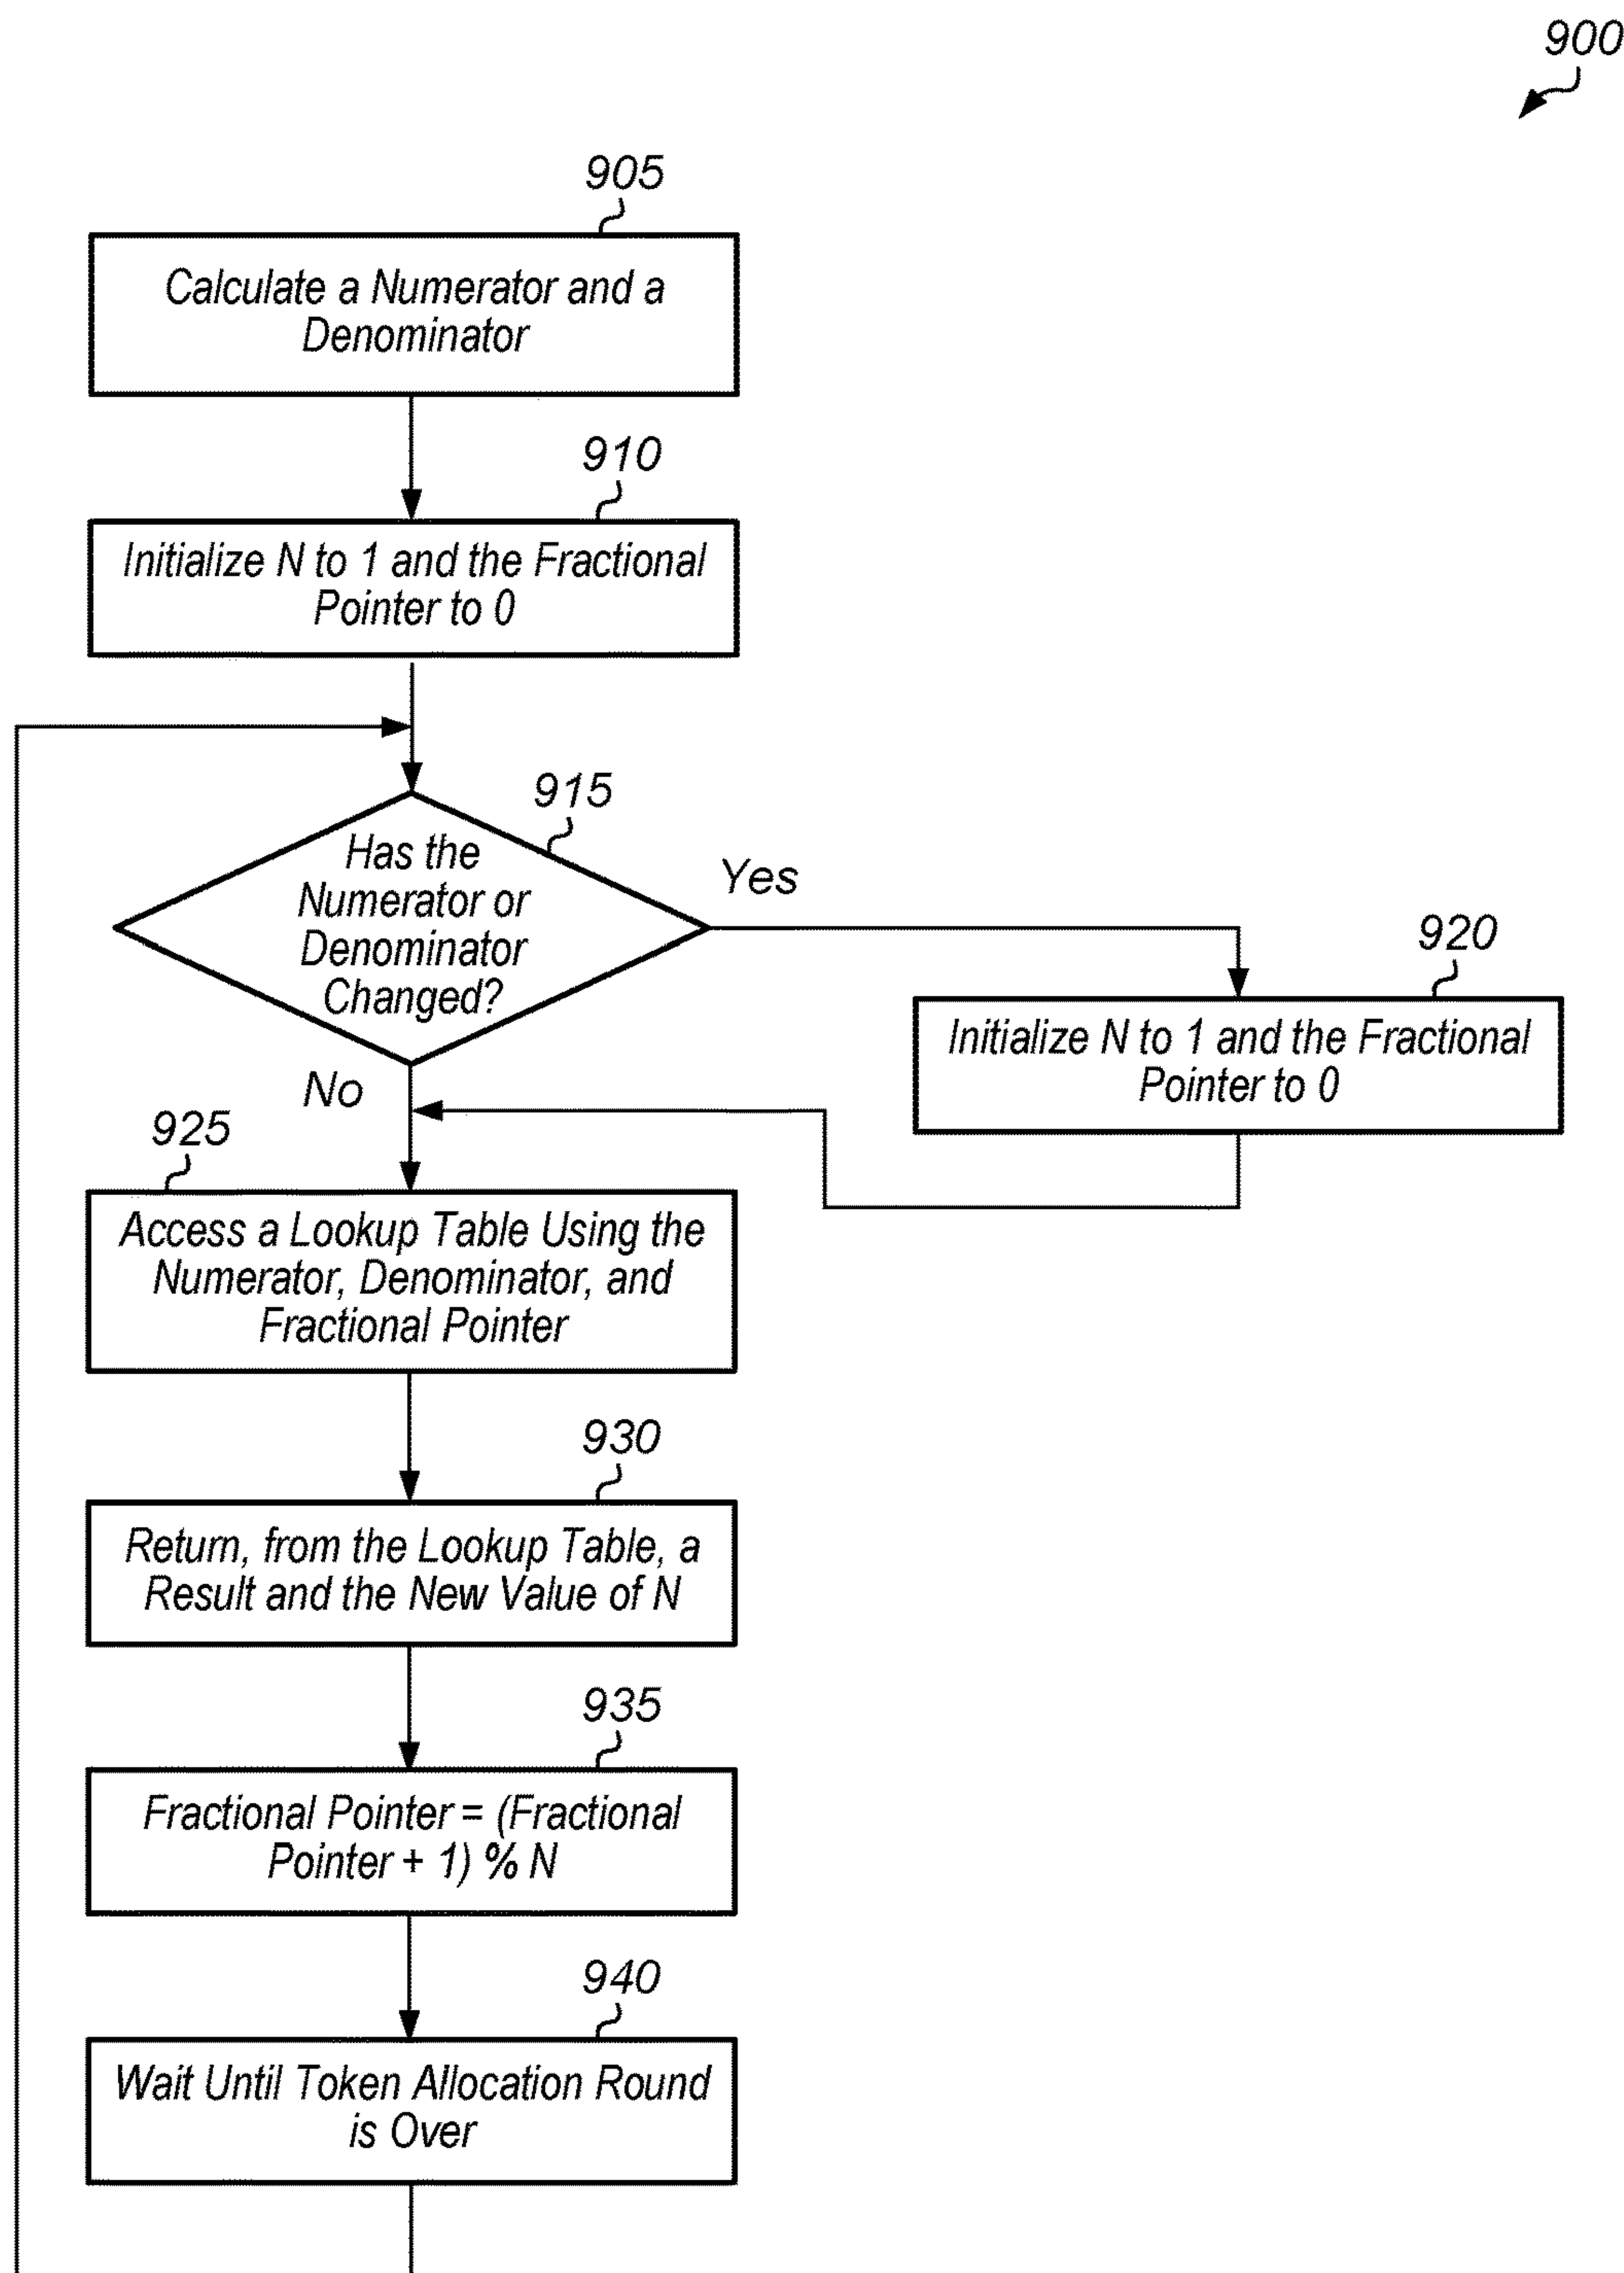 900
905
Calculate a Numerator and a
Denominator
910
Initialize N to 1 and the Fractional
Pointer to 0
915
Has the
Numerator or
Denominator
Changed?
Yes
No
920
Initialize N to 1 and the Fractional
Pointer to 0
925
Access a Lookup Table Using the
Numerator, Denominator, and
Fractional Pointer
930
Return, from the Lookup Table, a
Result and the New Value of N
935
Fractional Pointer = (Fractional
Pointer + 1) % N
940
Wait Until Token Allocation Round
is Over